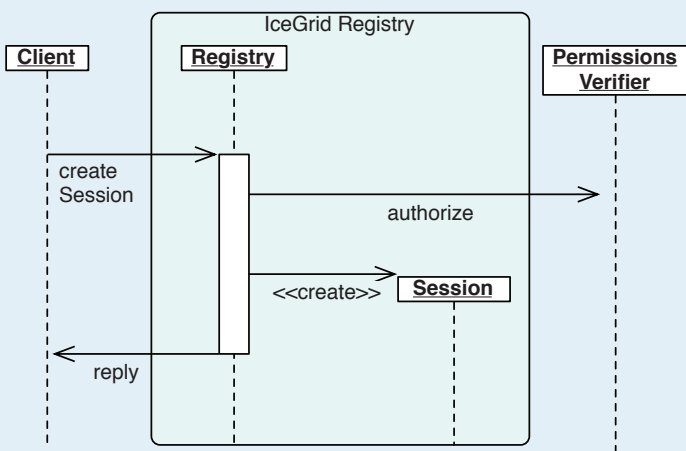 IceGrid Registry
Client
Registry
Permissions
Verifier
create
Session
authorize
<<create>>
Session
reply